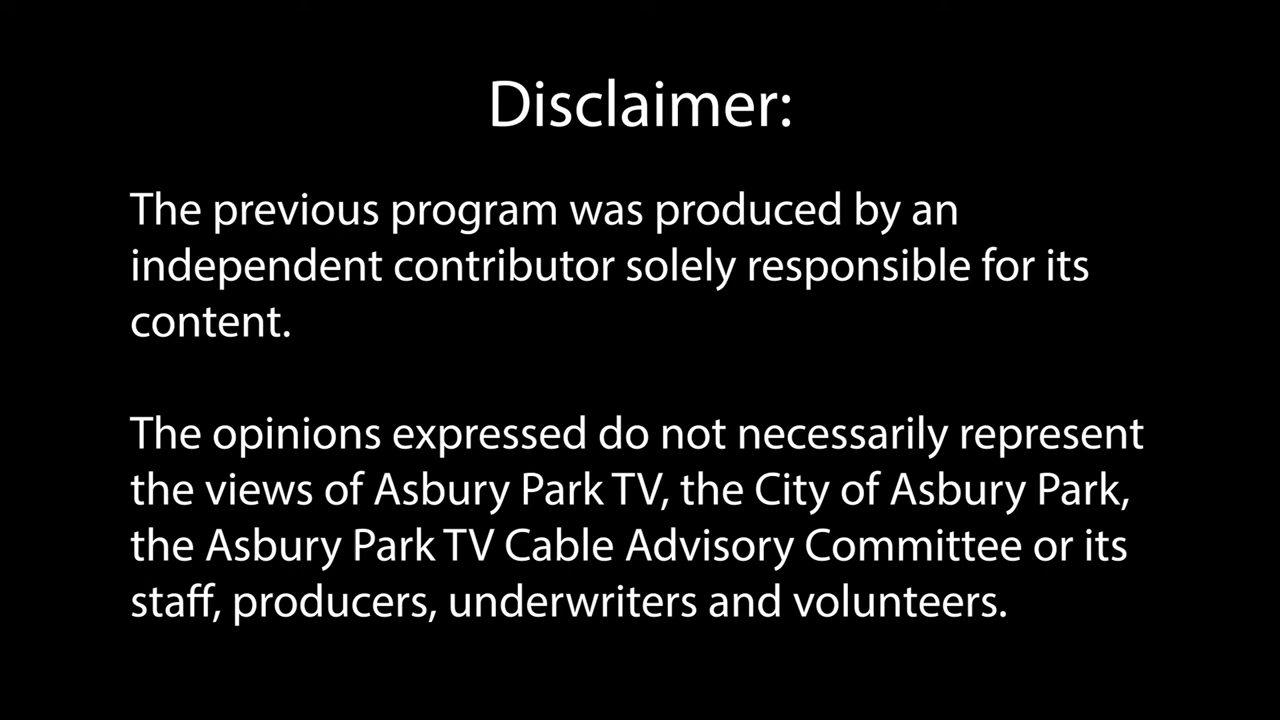 Disclaimer:
The previous program was produced by an
independent contributor solely responsible for its
content.
The opinions expressed do not necessarily represent
the views of Asbury Park TV, the City of Asbury Park,
the Asbury Park TV Cable Advisory Committee or its
staff, producers, underwriters and volunteers.